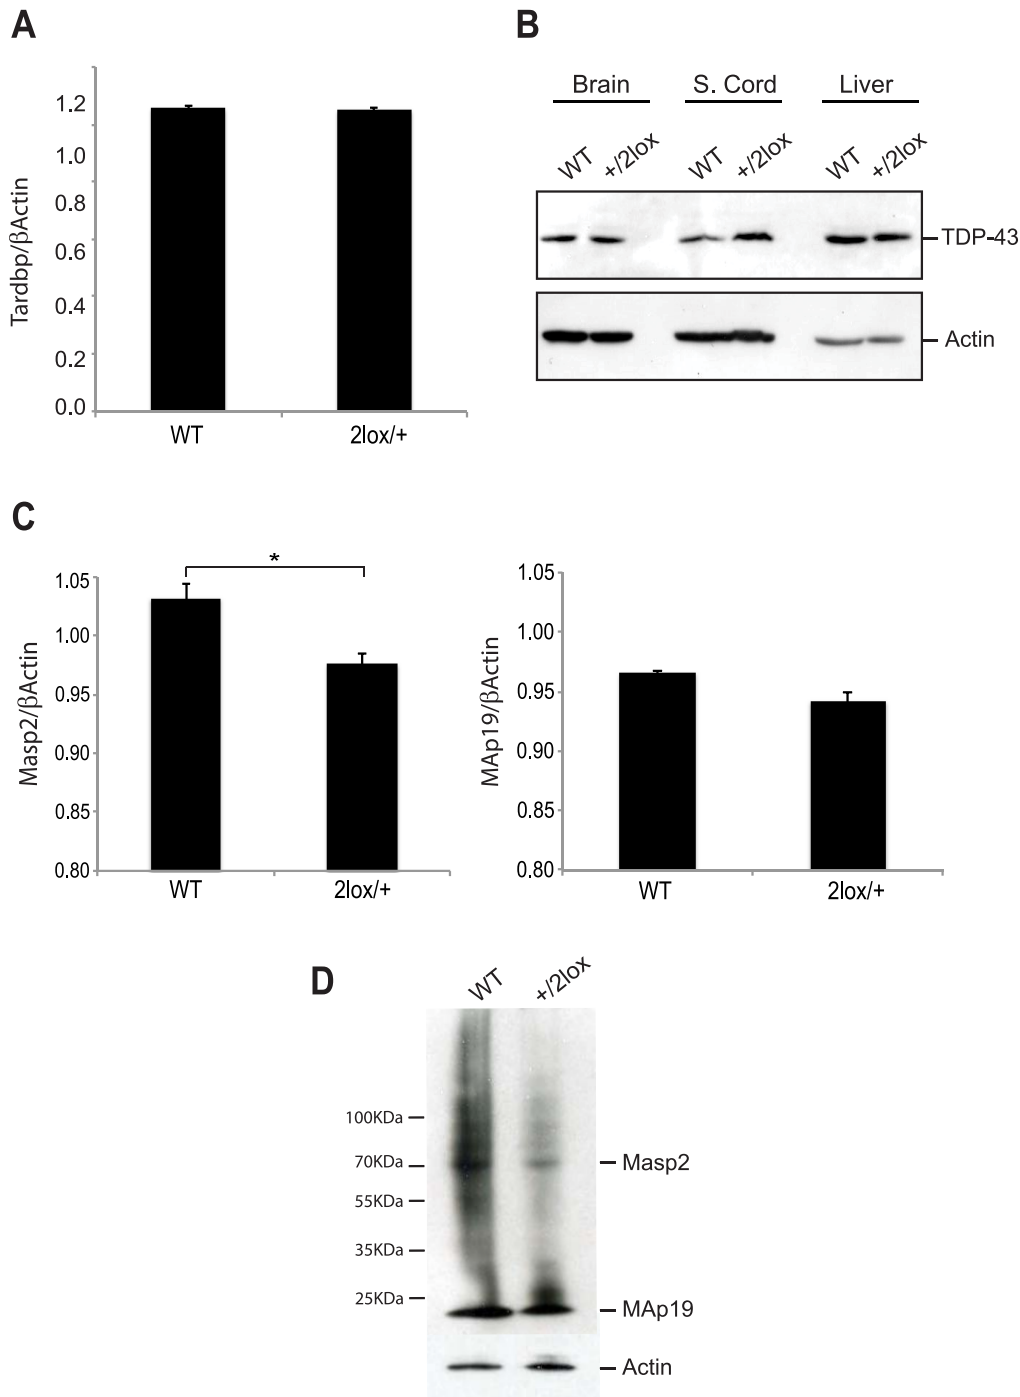 A
Tardbp/βActin
1.2
1.0
0.8
0.6
0.4
0.2
0.0
WT
2lox/+
B
Brain
S. Cord
Liver
WT
+/2lox
WT
+/2lox
WT
+/2lox
TDP-43
Actin
C
Masp2/βActin
1.05
1.00
0.95
0.90
0.85
0.80
*
WT
2lox/+
MAp19/βActin
1.05
1.00
0.95
0.90
0.85
0.80
WT
2lox/+
D
WT
+/2lox
100KDa
70KDa
55KDa
35KDa
25KDa
Masp2
MAp19
Actin